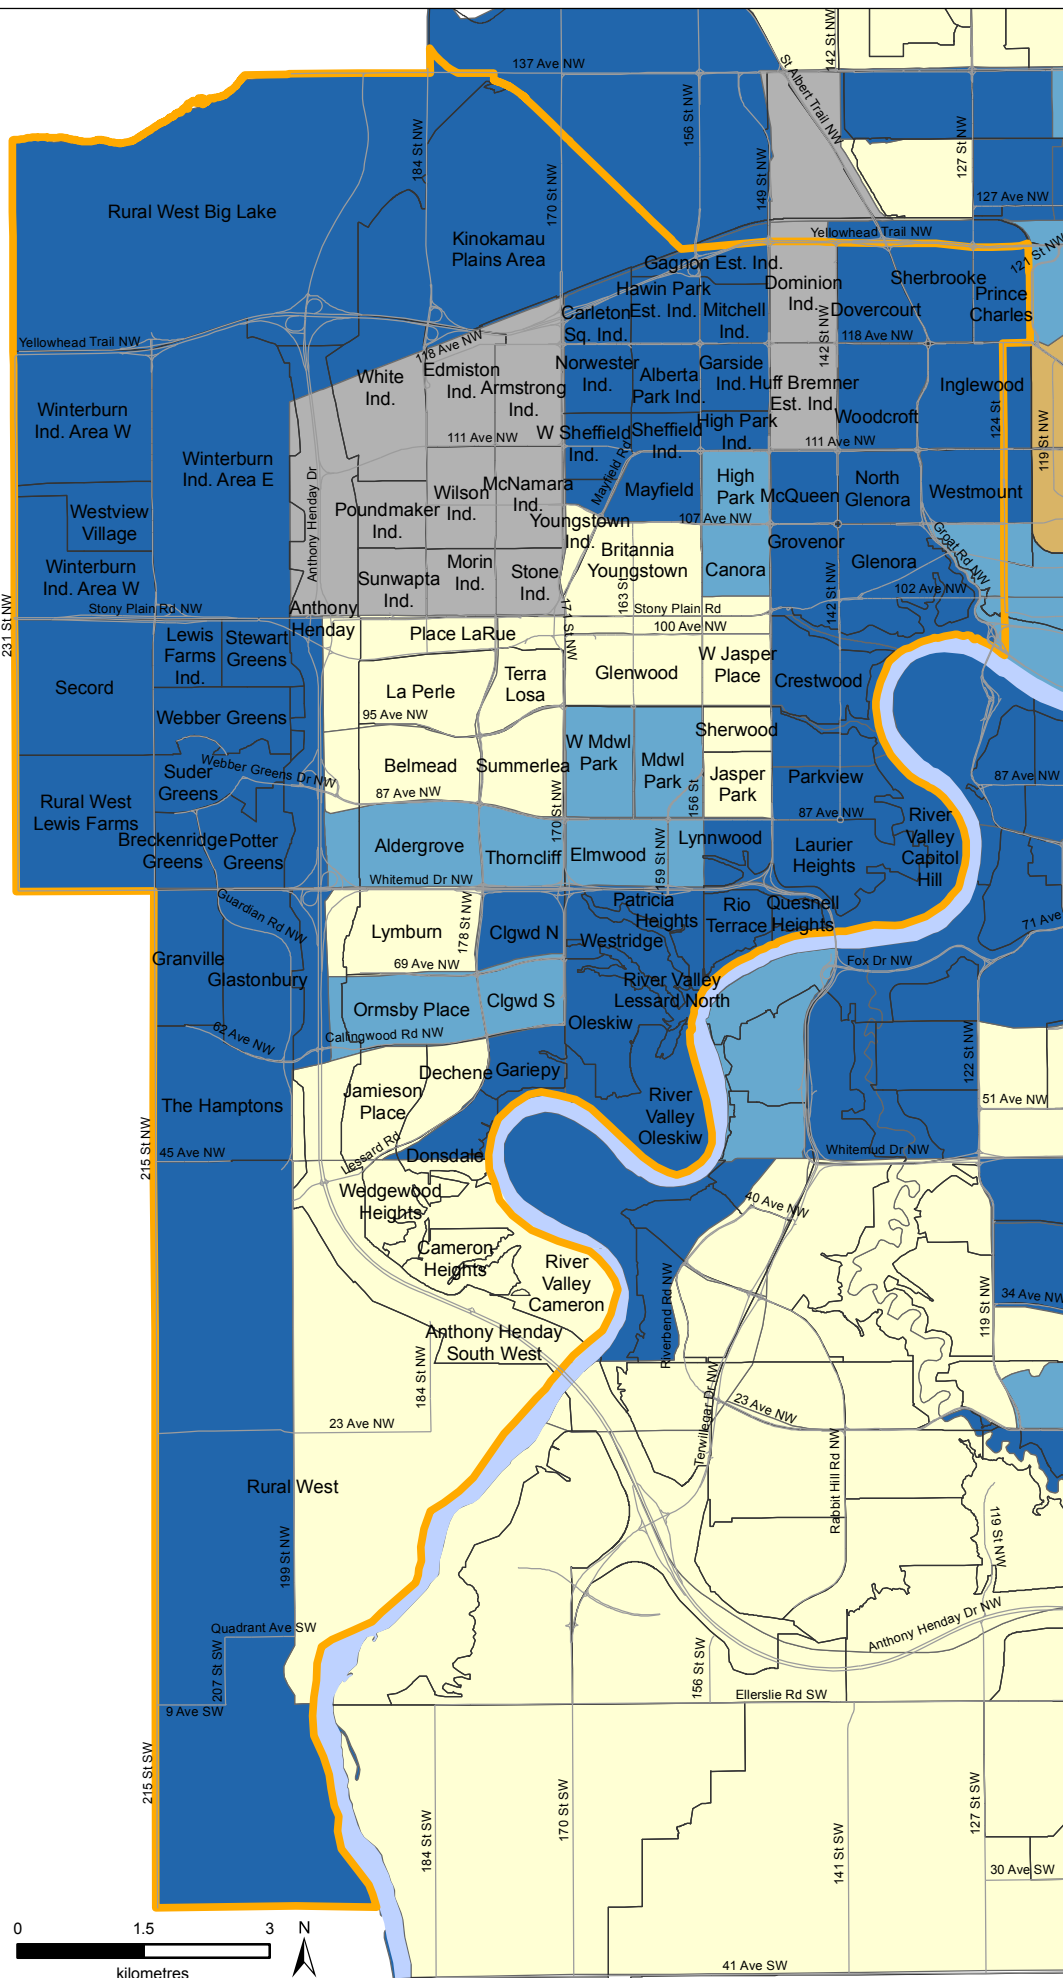 142 St NW
137 Ave NW
St Albert Trail NW
156 St NW
184 St NW
149 St NW
127 St NW
170 St NW
127 Ave NW
Rural West Big Lake
Yellowhead Trail NW
121 St NW
Kinokamau
Plains Area
Gagnon Est. Ind.
Sherbrooke
Dominion
Ind.
Hawin Park
Est. Ind.
Prince
Charles
Mitchell
Ind.
Dovercourt
Carleton
Sq. Ind.
142 St NW
118 Ave NW
Yellowhead Trail NW
118 Ave NW
White
Ind.
Edmiston
Ind.
Armstrong
Ind.
Norwester
Ind.
Alberta
Park Ind.
Garside
Ind.
Huff Bremner
Est. Ind.
Inglewood
124 St
119 St NW
Winterburn
Ind. Area W
Woodcroft
High Park
Ind.
W Sheffield
Ind.
Sheffield
Ind.
111 Ave NW
111 Ave NW
Winterburn
Ind. Area E
Mayfield Rd
Anthony Henday Dr
Wilson
Ind.
McNamara
Ind.
Mayfield
High
Park
McQueen
North
Glenora
Westmount
Westview
Village
Poundmaker
Ind.
Youngstown
Ind.
107 Ave NW
Groat Rd NW
Grovenor
Britannia
Youngstown
Glenora
Winterburn
Ind. Area W
Sunwapta
Ind.
Morin
Ind.
Stone
Ind.
Canora
163 St
102 Ave NW
142 St NW
231 St NW
Stony Plain Rd NW
Anthony
Henday
171 St NW
Stony Plain Rd
100 Ave NW
Lewis
Farms
Ind.
Stewart
Greens
Place LaRue
W Jasper
Place
Secord
La Perle
Terra
Losa
Glenwood
Crestwood
Webber Greens
95 Ave NW
Sherwood
W Mdwl
Park
Mdwl
Park
Suder
Greens
Webber Greens Dr NW
Belmead
Summerlea
Jasper
Park
Parkview
87 Ave NW
156 St
87 Ave NW
87 Ave NW
Rural West
Lewis Farms
170 St NW
River
Valley
Capitol
Hill
Breckenridge
Greens
Potter
Greens
Aldergrove
Thorncliff
Elmwood
159 St NW
Lynnwood
Laurier
Heights
Whitemud Dr NW
Guardian Rd NW
178 St NW
Patricia
Heights
Rio
Terrace
Quesnell
Heights
71 Ave
Lymburn
Clgwd N
Westridge
Granville
Glastonbury
69 Ave NW
Fox Dr NW
River Valley
Lessard North
Ormsby Place
Clgwd S
Oleskiw
62 Ave NW
Callingwood Rd NW
122 St NW
Dechene
Gariepy
The Hamptons
Jamieson
Place
River
Valley
Oleskiw
51 Ave NW
215 St NW
45 Ave NW
Lessard Rd
Donsdale
Whitemud Dr NW
Wedgewood
Heights
40 Ave NW
Cameron
Heights
River
Valley
Cameron
Riverbend Rd NW
119 St NW
34 Ave NW
Anthony Henday
South West
184 St NW
Terwillegar Dr NW
23 Ave NW
23 Ave NW
Rabbit Hill Rd NW
Rural West
119 St NW
199 St NW
Quadrant Ave SW
Anthony Henday Dr NW
207 St SW
156 St SW
Ellerslie Rd SW
9 Ave SW
215 St SW
184 St SW
170 St SW
141 St SW
127 St SW
30 Ave SW
0 1.5 3 N
kilometres
41 Ave SW